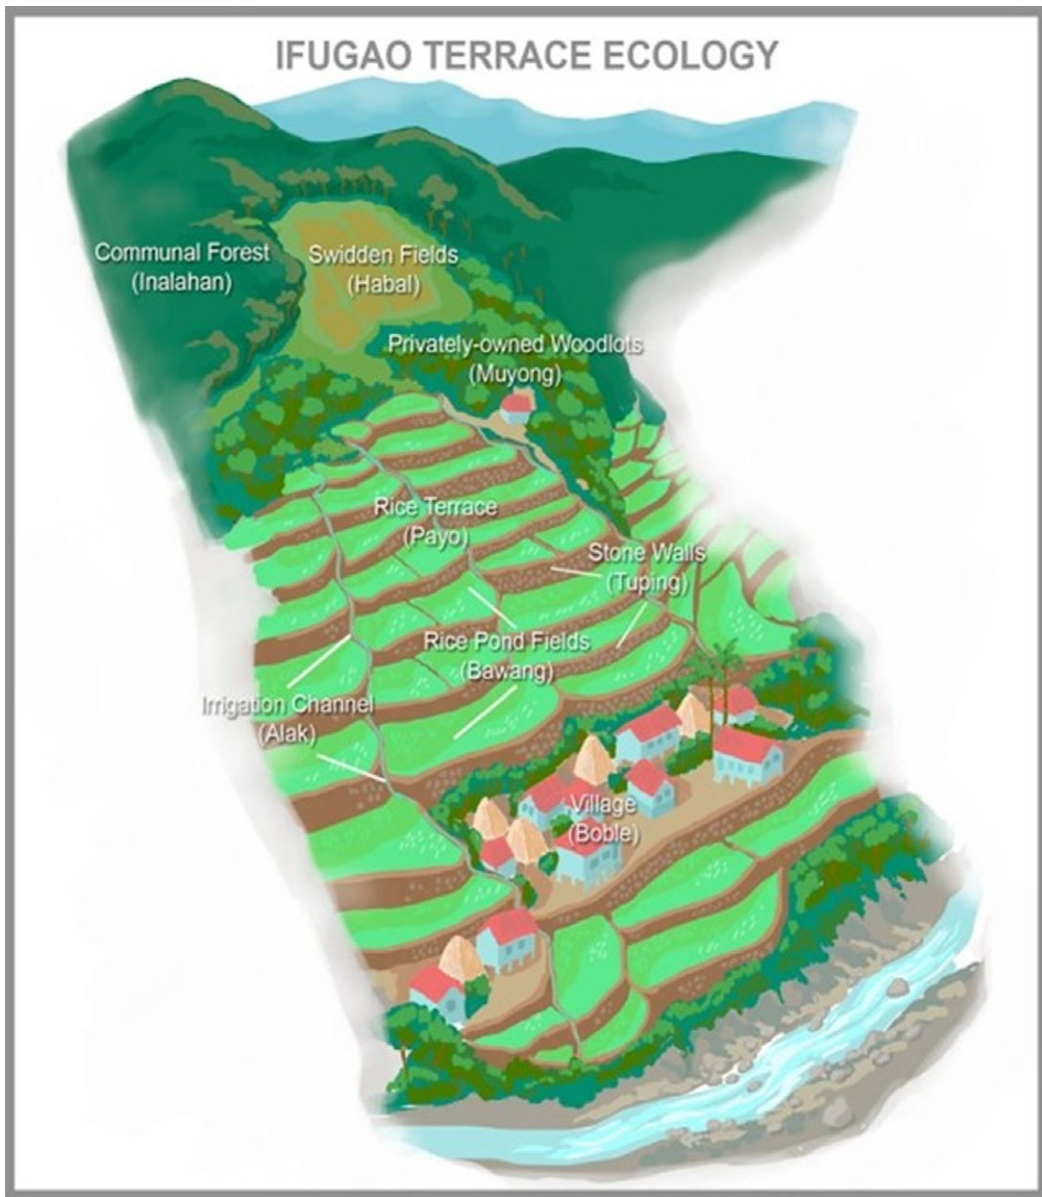 IFUGAO TERRACE ECOLOGY
Communal Forest
(Inalahan)
Swidden Fields
(Habal)
Privately-owned Woodlots
(Muyong)
Rice Terrace
(Payo)
Stone Walls
(Tuping)
Rice Pond Fields
(Bawang)
Irrigation Channel
(Alak)
Village
(Boble)